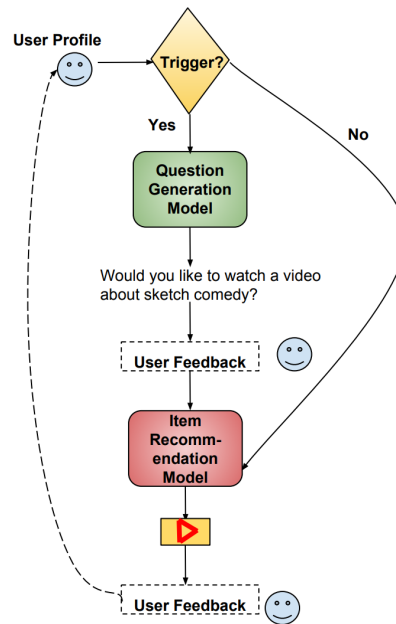 User Profile
Trigger?
Yes
No
Question
Generation
Model
Would you like to watch a video
about sketch comedy?
User Feedback
Item
Recomm-
endation
Model
User Feedback